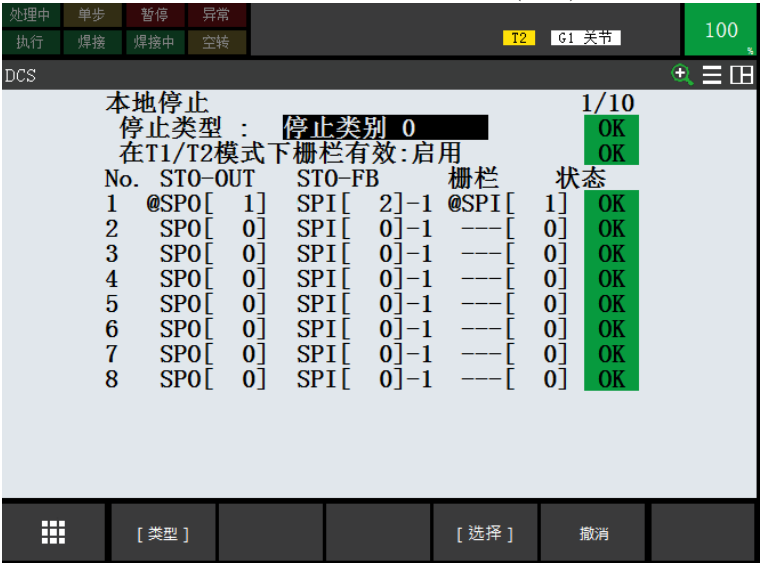 处理中 单步 暂停 异常
执行 焊接 焊接中 空转
T2 G1 关节 100 %
DCS
本地停止 1/10
停止类型 : 停止类别 0 OK
在T1/T2模式下栅栏有效:启用 OK
No. STO-OUT STO-FB 栅栏 状态
1 @SPO[ 1] SPI[ 2]-1 @SPI[ 1] OK
2 SPO[ 0] SPI[ 0]-1 ---[ 0] OK
3 SPO[ 0] SPI[ 0]-1 ---[ 0] OK
4 SPO[ 0] SPI[ 0]-1 ---[ 0] OK
5 SPO[ 0] SPI[ 0]-1 ---[ 0] OK
6 SPO[ 0] SPI[ 0]-1 ---[ 0] OK
7 SPO[ 0] SPI[ 0]-1 ---[ 0] OK
8 SPO[ 0] SPI[ 0]-1 ---[ 0] OK
[ 类型 ] [ 选择 ] 撤消